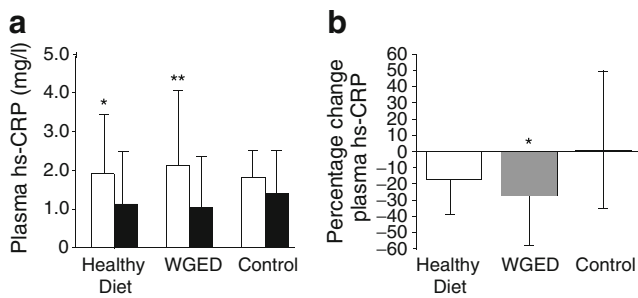 a
Plasma hs-CRP (mg/l)
5.0
4.0
3.0
2.0
1.0
0
*
**
Healthy
Diet
WGED
Control
b
Percentage change
plasma hs-CRP
60
50
40
30
20
10
0
−10
−20
−30
−40
−50
−60
*
Healthy
Diet
WGED
Control